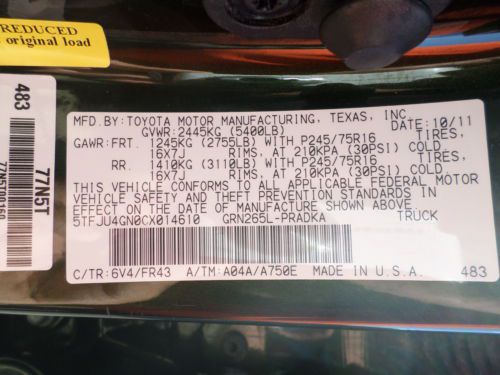 REDUCED
original load
483
77N5T
MFD.BY:TOYOTA MOTOR MANUFACTURING, TEXAS, INC.
GVWR:2445KG (5400LB) DATE:10/11
GAWR:FRT. 1245KG (2755LB) WITH P245/75R16 TIRES,
16X7J RIMS, AT 210KPA (30PSI) COLD.
RR. 1410KG (3110LB) WITH P245/75R16 TIRES,
16X7J RIMS, AT 210KPA (30PSI) COLD.
THIS VEHICLE CONFORMS TO ALL APPLICABLE FEDERAL MOTOR
VEHICLE SAFETY AND THEFT PREVENTION STANDARDS IN
EFFECT ON THE DATE OF MANUFACTURE SHOWN ABOVE.
5TFJU4GN0CX014610 GRN265L-PRADKA TRUCK
C/TR:6V4/FR43 A/TM:A04A/A750E MADE IN U.S.A. 483